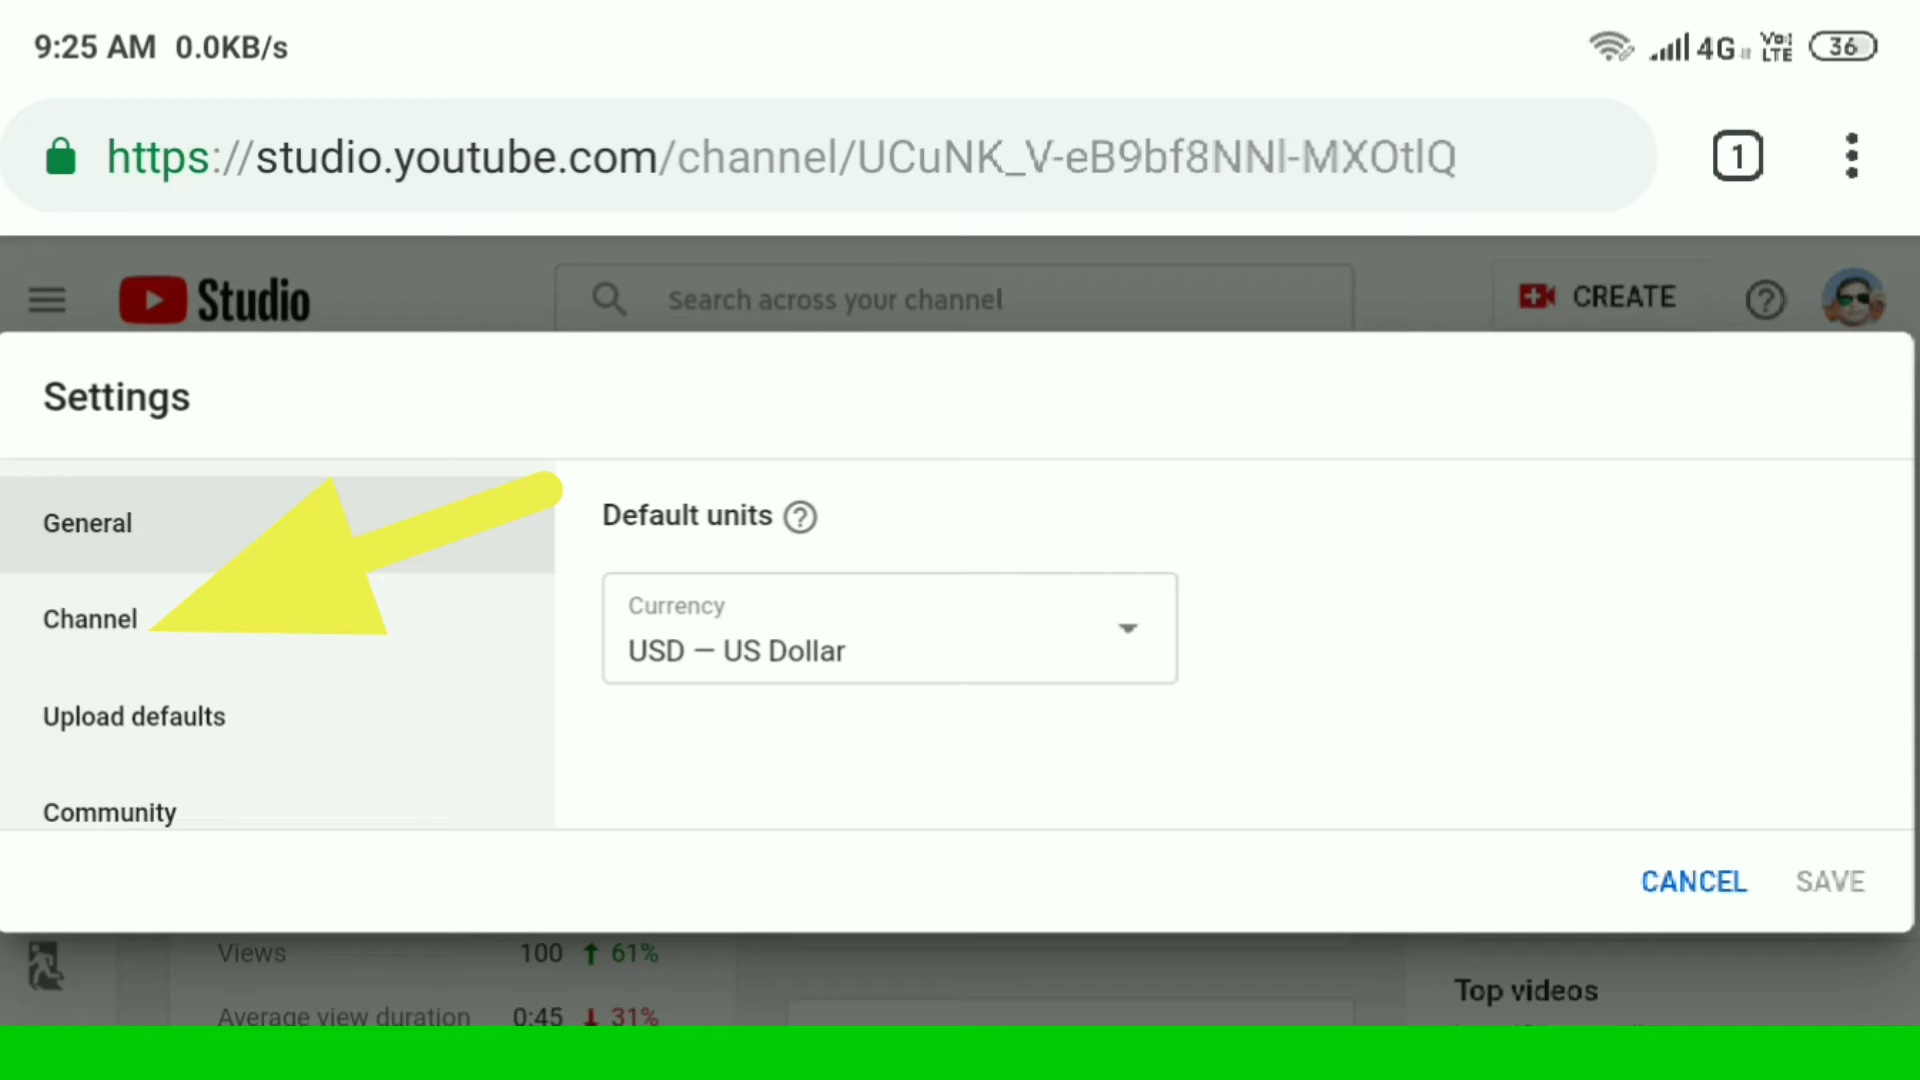 9:25 AM 0.0KB/s
4G Vo! LTE 36
https://studio.youtube.com/channel/UCuNK_V-eB9bf8NNl-MXOtlQ
1
Studio
Search across your channel
CREATE
Settings
General
Channel
Upload defaults
Community
Default units
Currency
USD — US Dollar
CANCEL SAVE
Views 100 61%
Average view duration 0:45 31%
Top videos